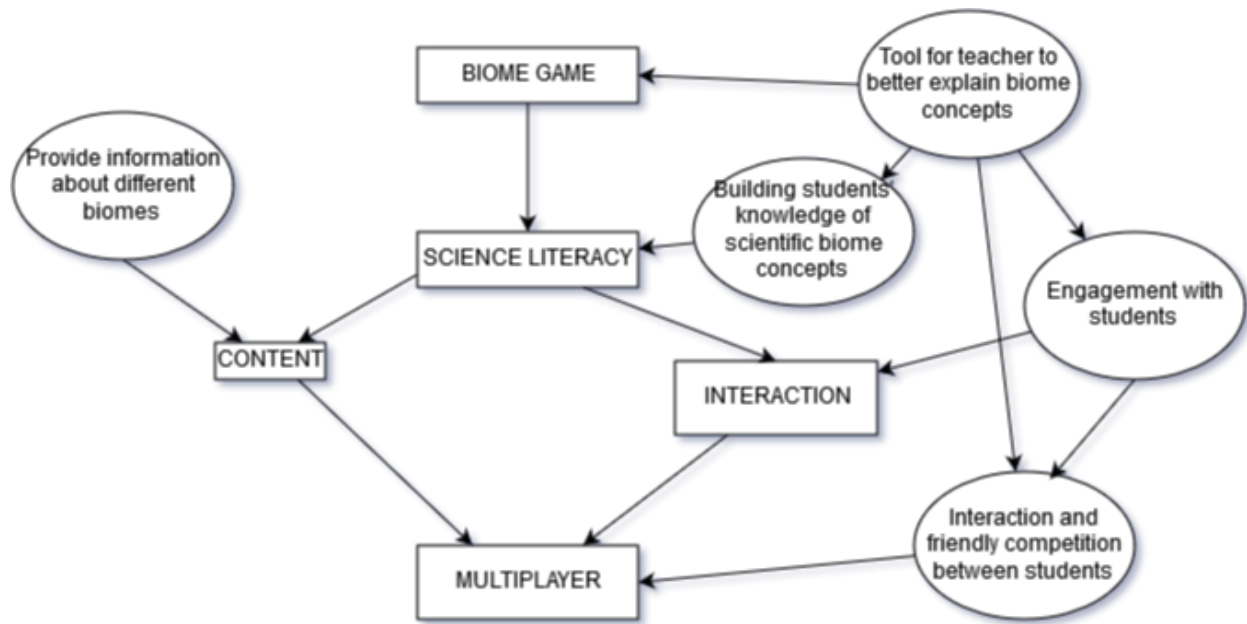 BIOME GAME
Tool for teacher to
better explain biome
concepts
Provide information
about different
biomes
Building students'
knowledge of
scientific biome
concepts
SCIENCE LITERACY
Engagement with
students
CONTENT
INTERACTION
Interaction and
friendly competition
between students
MULTIPLAYER